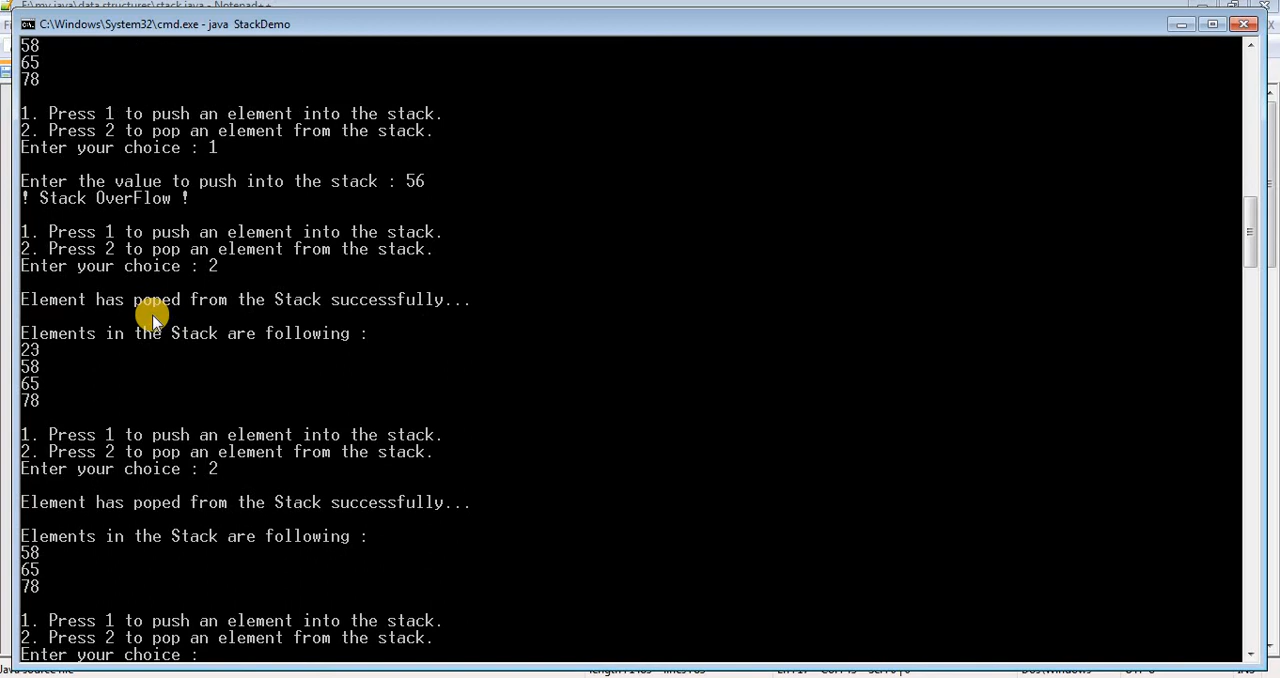 E:\my java\data structures\stack.java - Notepad++
C:\Windows\System32\cmd.exe - java  StackDemo
58
65
78
1. Press 1 to push an element into the stack.
2. Press 2 to pop an element from the stack.
Enter your choice : 1
Enter the value to push into the stack : 56
! Stack OverFlow !
1. Press 1 to push an element into the stack.
2. Press 2 to pop an element from the stack.
Enter your choice : 2
Element has poped from the Stack successfully...
Elements in the Stack are following :
23
58
65
78
1. Press 1 to push an element into the stack.
2. Press 2 to pop an element from the stack.
Enter your choice : 2
Element has poped from the Stack successfully...
Elements in the Stack are following :
58
65
78
1. Press 1 to push an element into the stack.
2. Press 2 to pop an element from the stack.
Enter your choice :